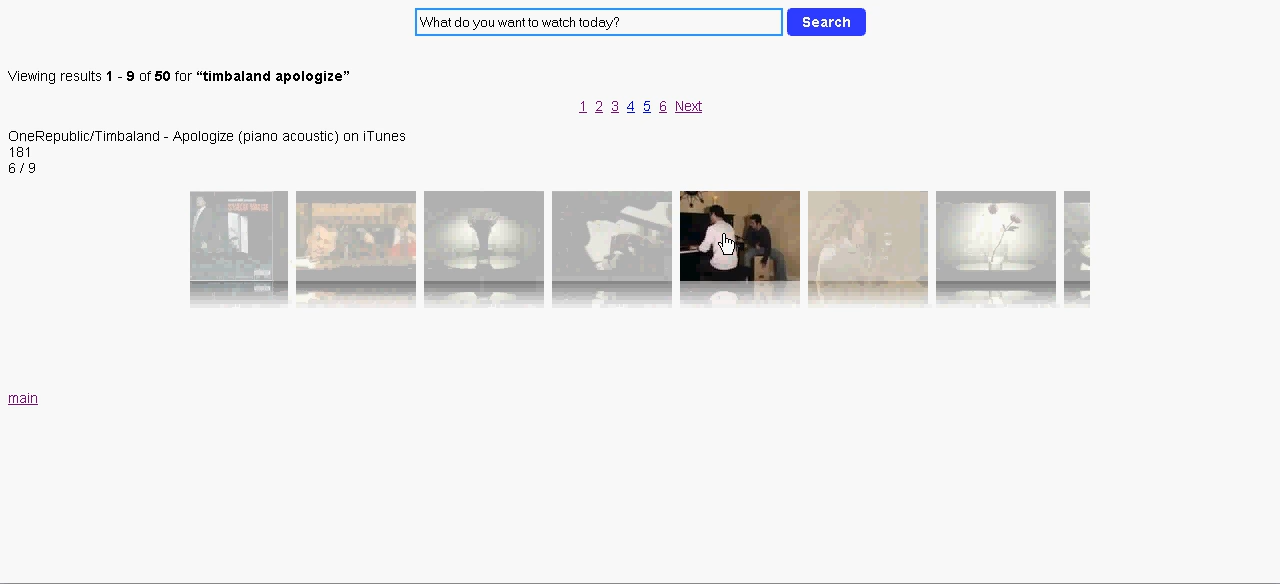 What do you want to watch today?
Search
Viewing results 1 - 9 of 50 for “timbaland apologize”
1 2 3 4 5 6 Next
OneRepublic/Timbaland - Apologize (piano acoustic) on iTunes
181
6 / 9
main